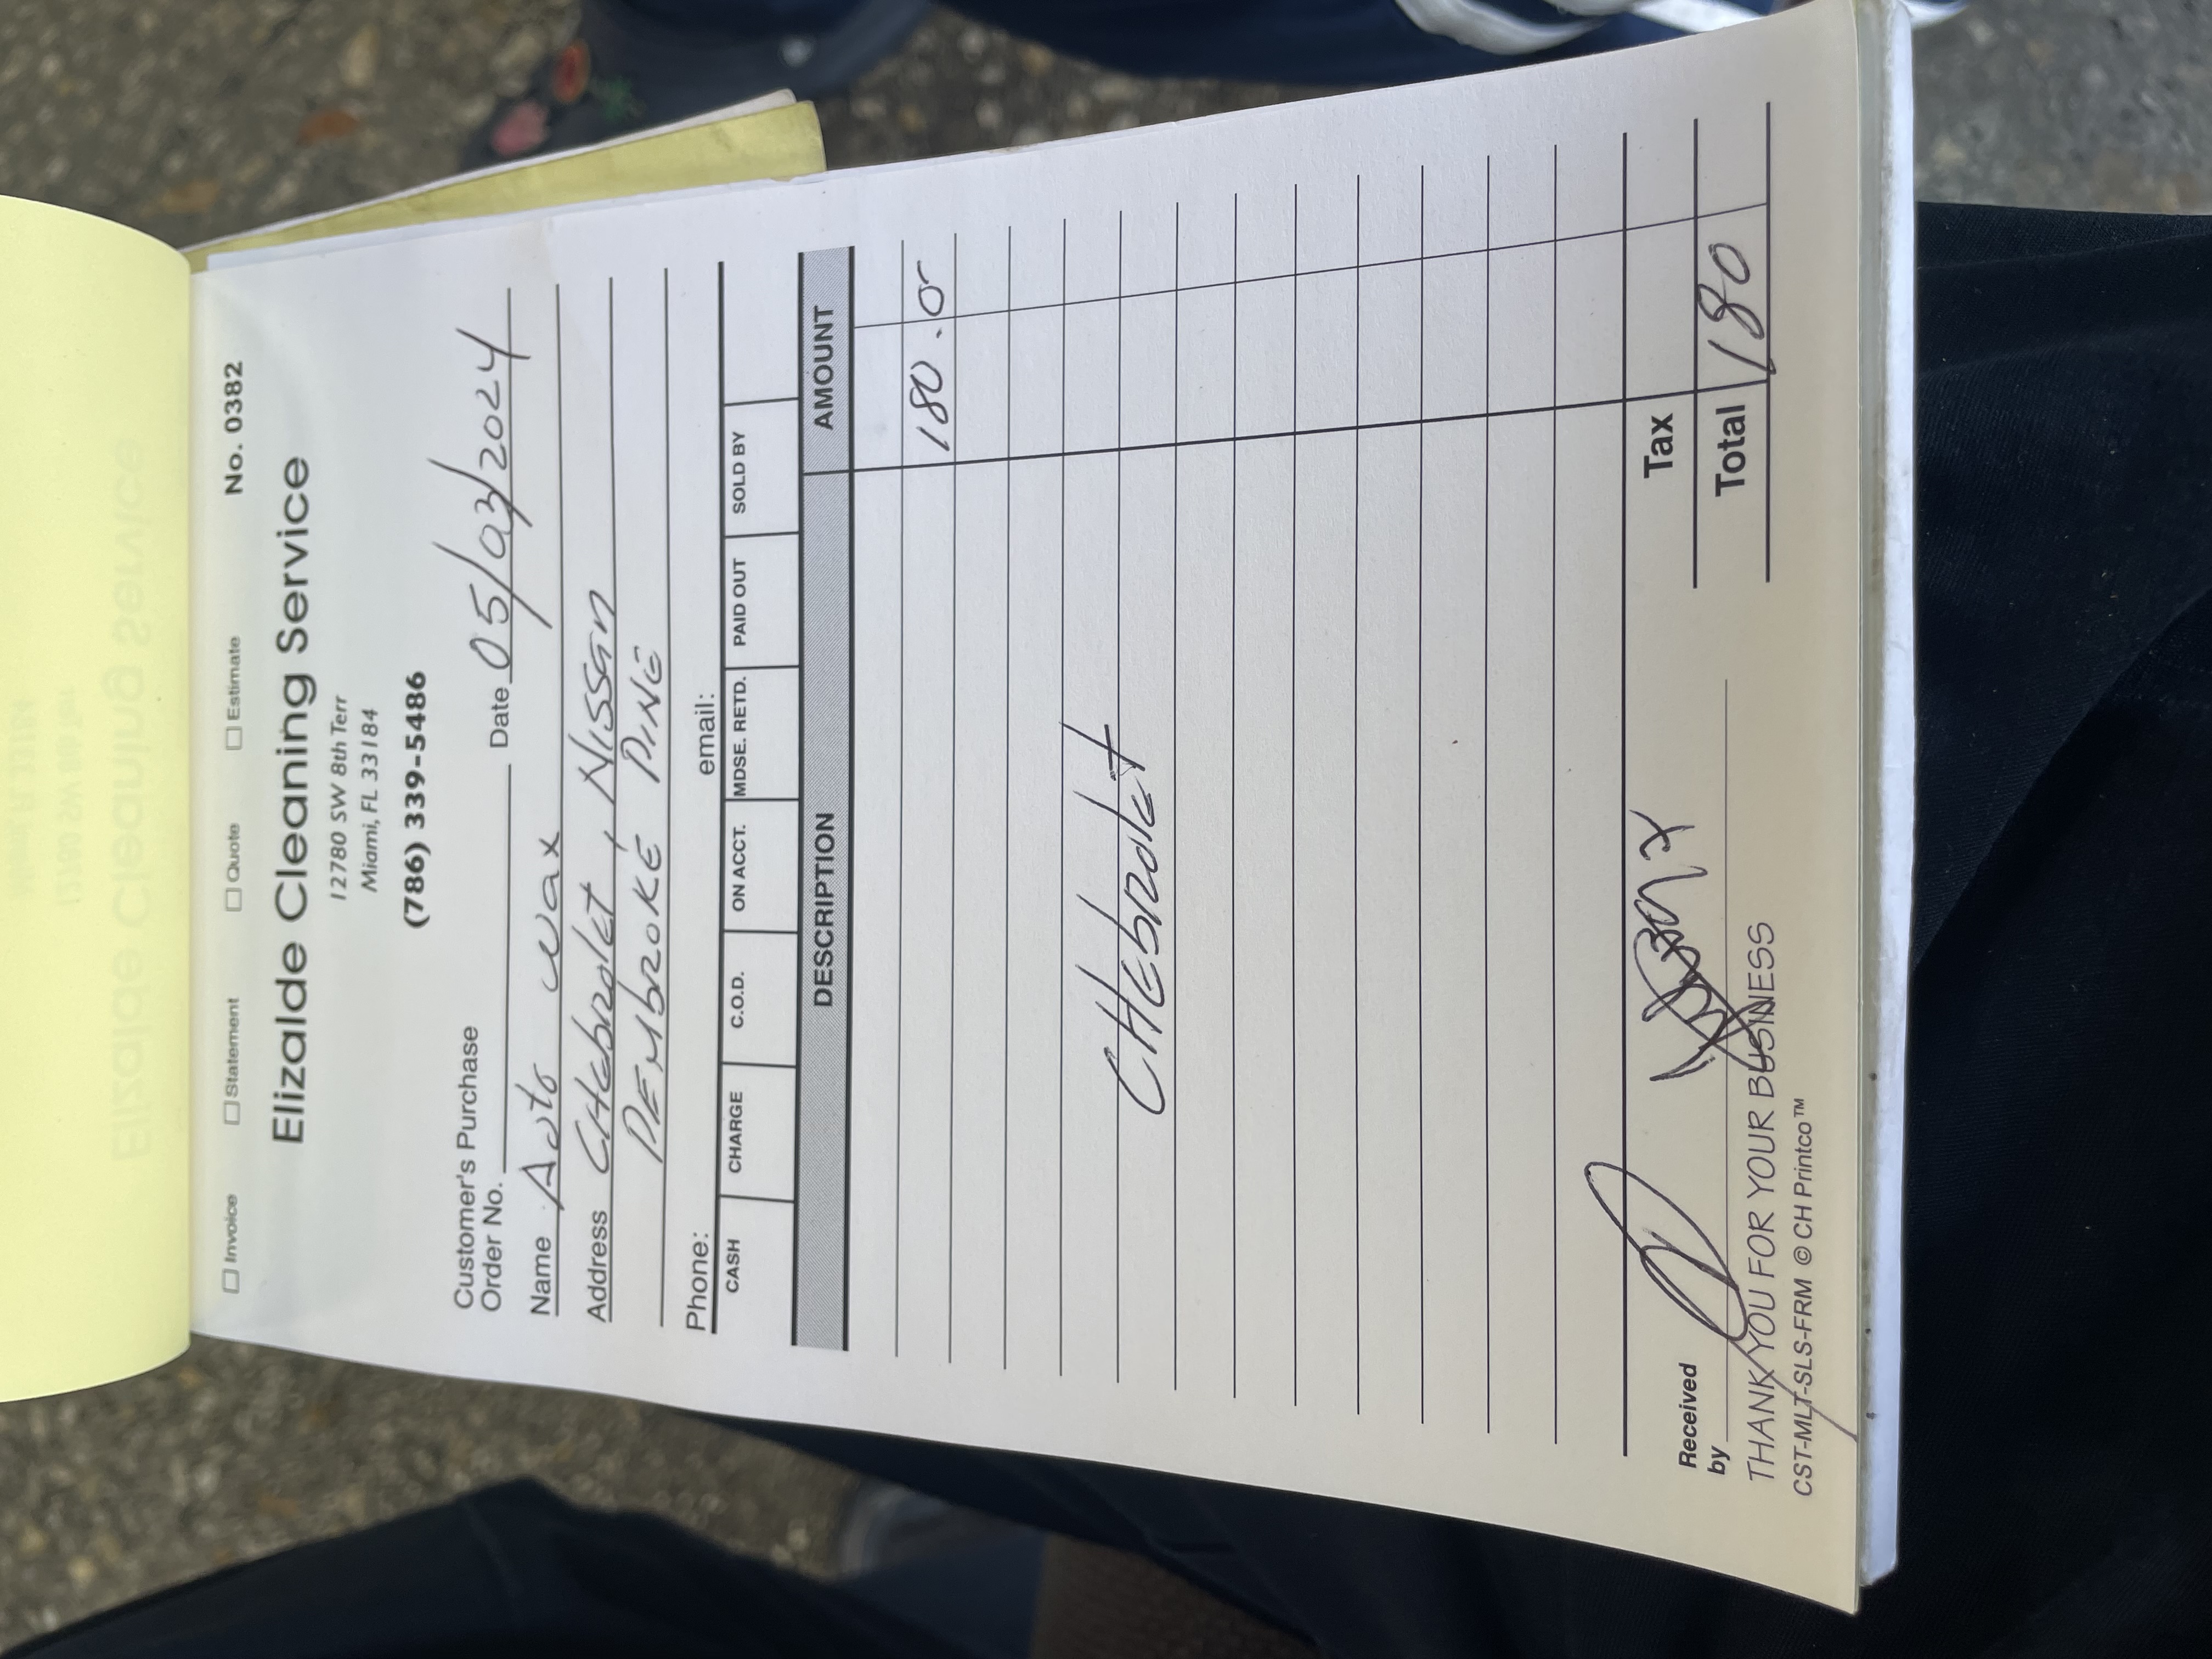 ☐ Invoice ☐ Statement ☐ Quote ☐ Estimate No. 0382
Elizalde Cleaning Service
12780 SW 8th Terr
Miami, FL 33184
(786) 339-5486
Customer's Purchase
Order No. Date 05/03/2024
Name Auto wax
Address CHebrolet, Nissan
PEmbroKE PINE
Phone: email:
CASH CHARGE C.O.D. ON ACCT. MDSE. RETD. PAID OUT SOLD BY
DESCRIPTION AMOUNT
180.0
CHebrolet
Tax
Received
by Total 180
THANK YOU FOR YOUR BUSINESS
CST-MLT-SLS-FRM © CH Printco™